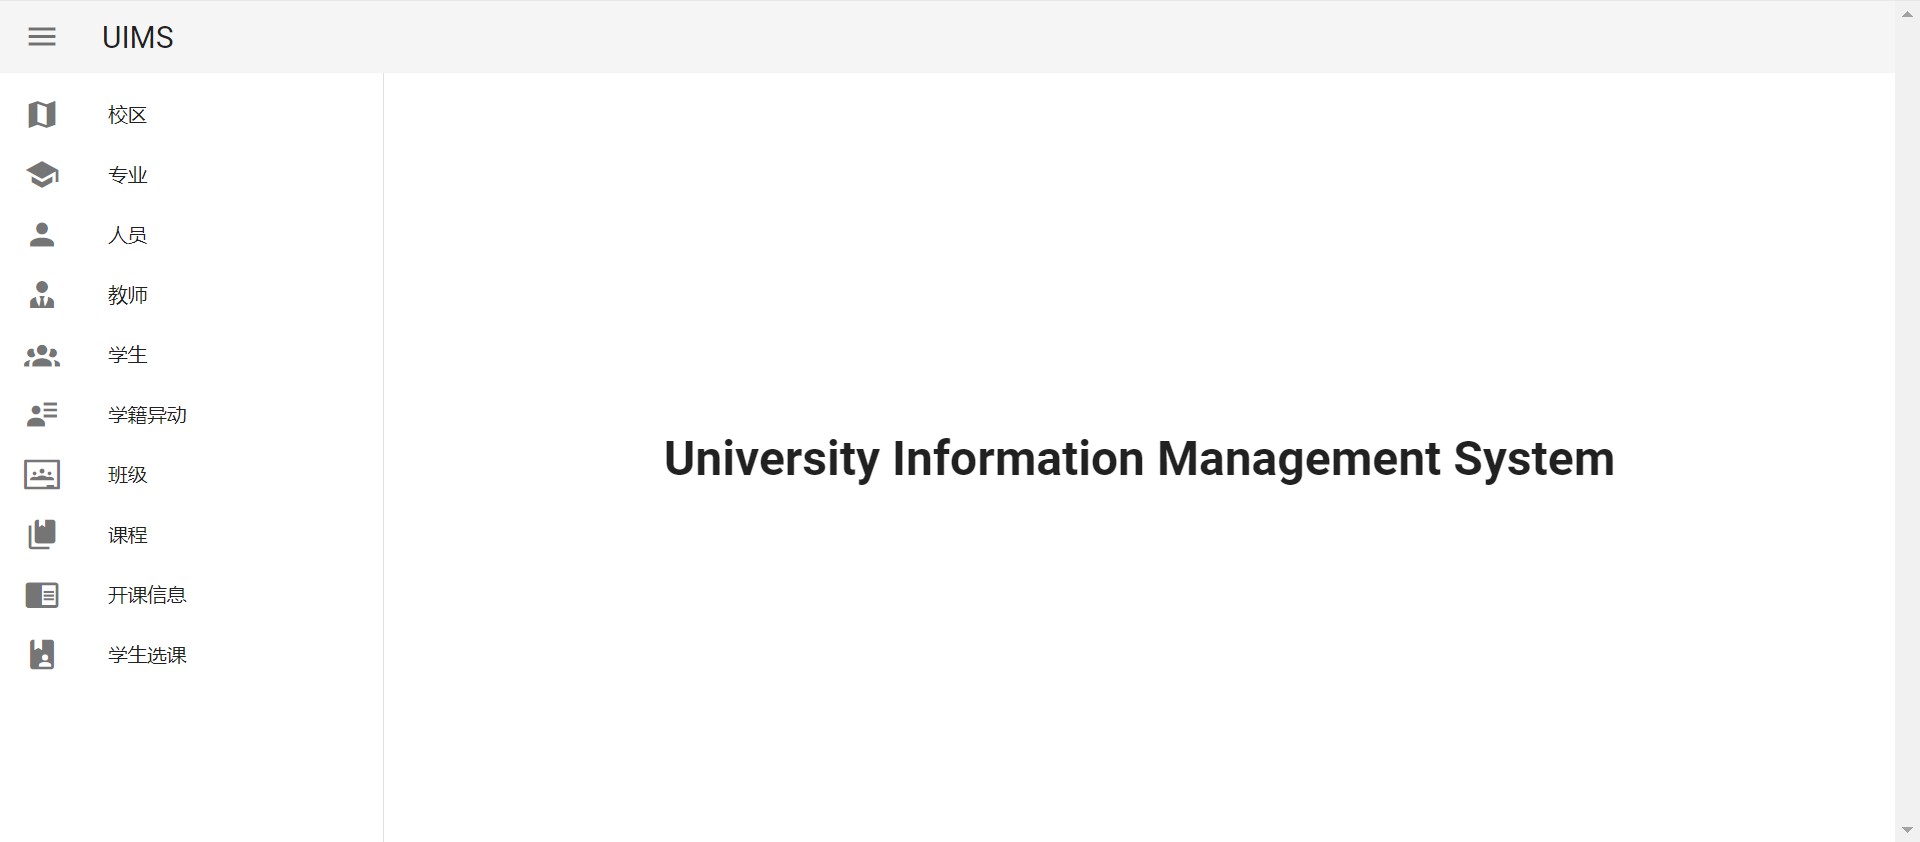 UIMS
校区
专业
人员
教师
学生
学籍异动
班级
课程
开课信息
学生选课
University Information Management System